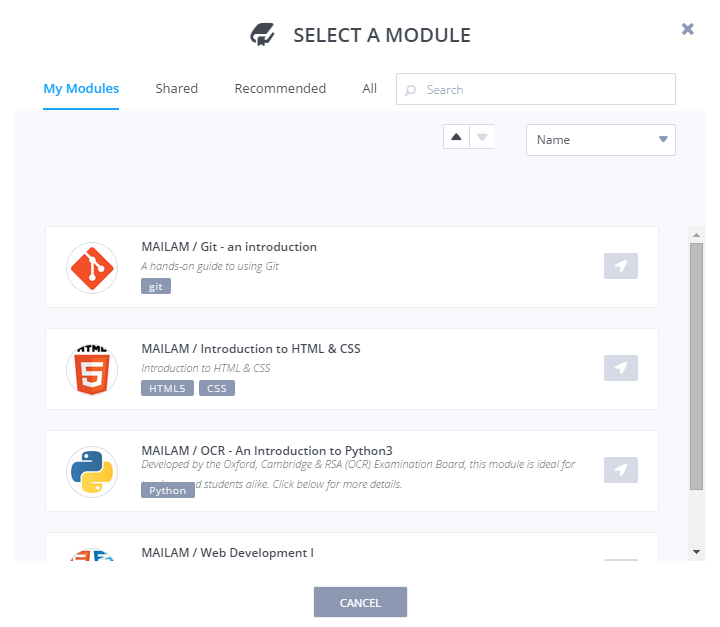 SELECT A MODULE
My Modules Shared Recommended All Search
Name
MAILAM / Git - an introduction
A hands-on guide to using Git
git
HTML
5
MAILAM / Introduction to HTML & CSS
Introduction to HTML & CSS
HTML5 CSS
MAILAM / OCR - An Introduction to Python3
Developed by the Oxford, Cambridge & RSA (OCR) Examination Board, this module is ideal for
students alike. Click below for more details.
Python
MAILAM / Web Development I
CANCEL